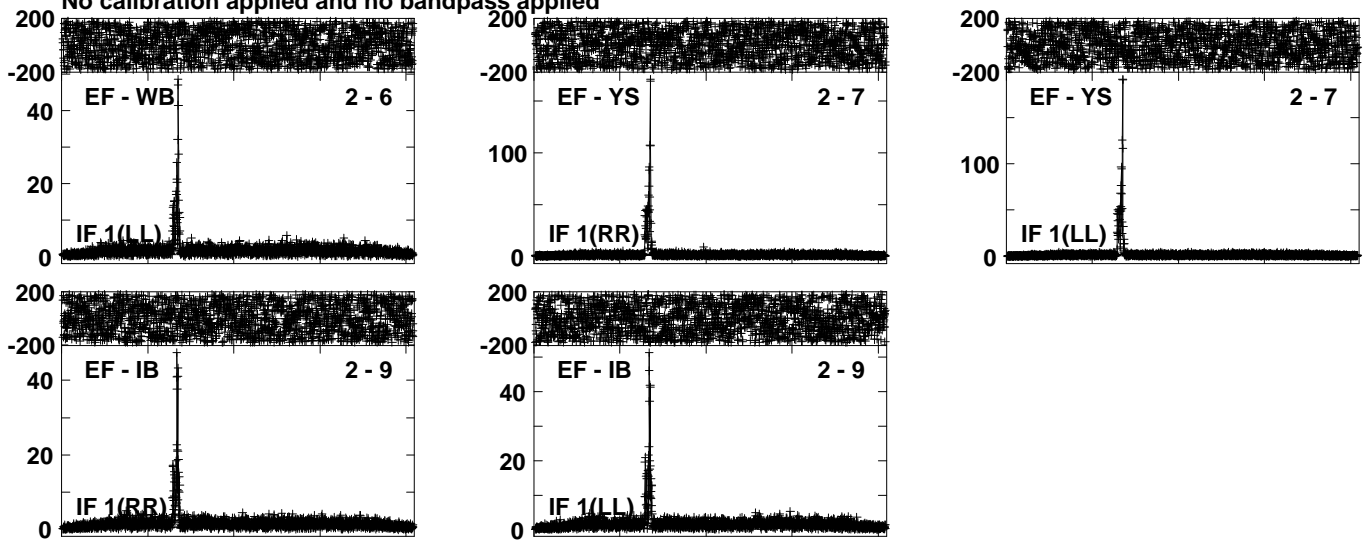 No calibration applied and no bandpass applied
200
-200
EF - WB 2 - 6
40
20
IF 1(LL)
0
200
-200
EF - YS 2 - 7
100
IF 1(RR)
0
200
-200
EF - YS 2 - 7
100
IF 1(LL)
0
200
-200
EF - IB 2 - 9
40
20
IF 1(RR)
0
200
-200
EF - IB 2 - 9
40
20
IF 1(LL)
0